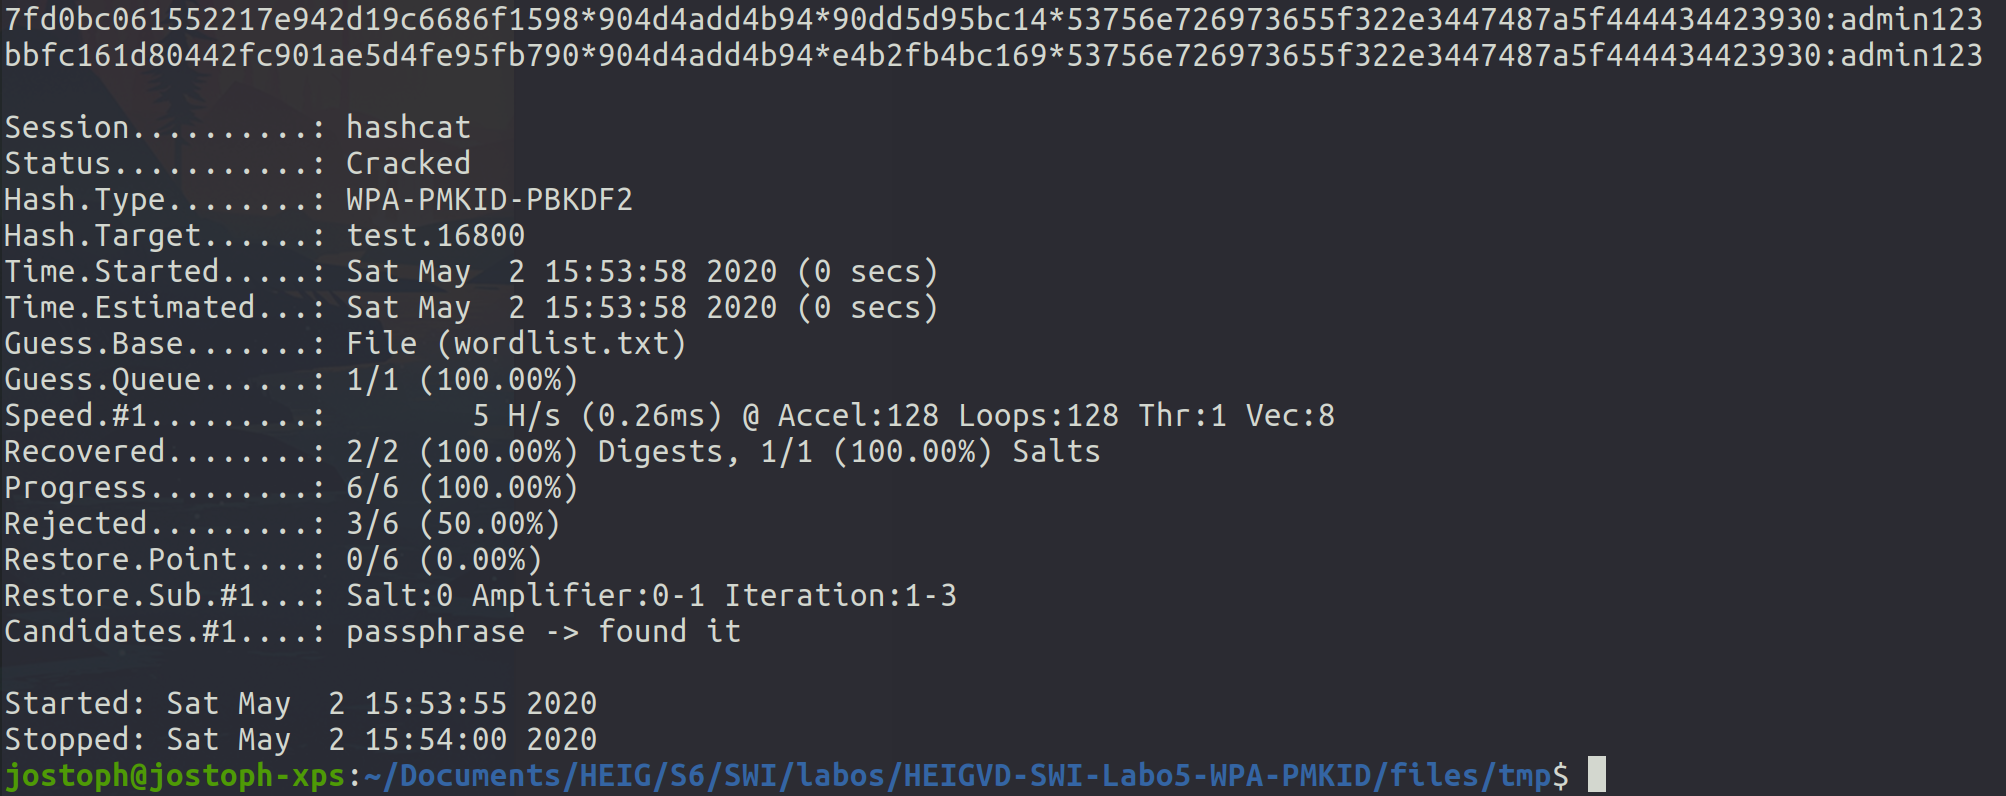 7fd0bc061552217e942d19c6686f1598*904d4add4b94*90dd5d95bc14*53756e726973655f322e3447487a5f444434423930:admin123
bbfc161d80442fc901ae5d4fe95fb790*904d4add4b94*e4b2fb4bc169*53756e726973655f322e3447487a5f444434423930:admin123

Session..........: hashcat
Status...........: Cracked
Hash.Type........: WPA-PMKID-PBKDF2
Hash.Target......: test.16800
Time.Started.....: Sat May  2 15:53:58 2020 (0 secs)
Time.Estimated...: Sat May  2 15:53:58 2020 (0 secs)
Guess.Base.......: File (wordlist.txt)
Guess.Queue......: 1/1 (100.00%)
Speed.#1.........:        5 H/s (0.26ms) @ Accel:128 Loops:128 Thr:1 Vec:8
Recovered........: 2/2 (100.00%) Digests, 1/1 (100.00%) Salts
Progress.........: 6/6 (100.00%)
Rejected.........: 3/6 (50.00%)
Restore.Point....: 0/6 (0.00%)
Restore.Sub.#1...: Salt:0 Amplifier:0-1 Iteration:1-3
Candidates.#1....: passphrase -> found it

Started: Sat May  2 15:53:55 2020
Stopped: Sat May  2 15:54:00 2020
jostoph@jostoph-xps:~/Documents/HEIG/S6/SWI/labos/HEIGVD-SWI-Labo5-WPA-PMKID/files/tmp$